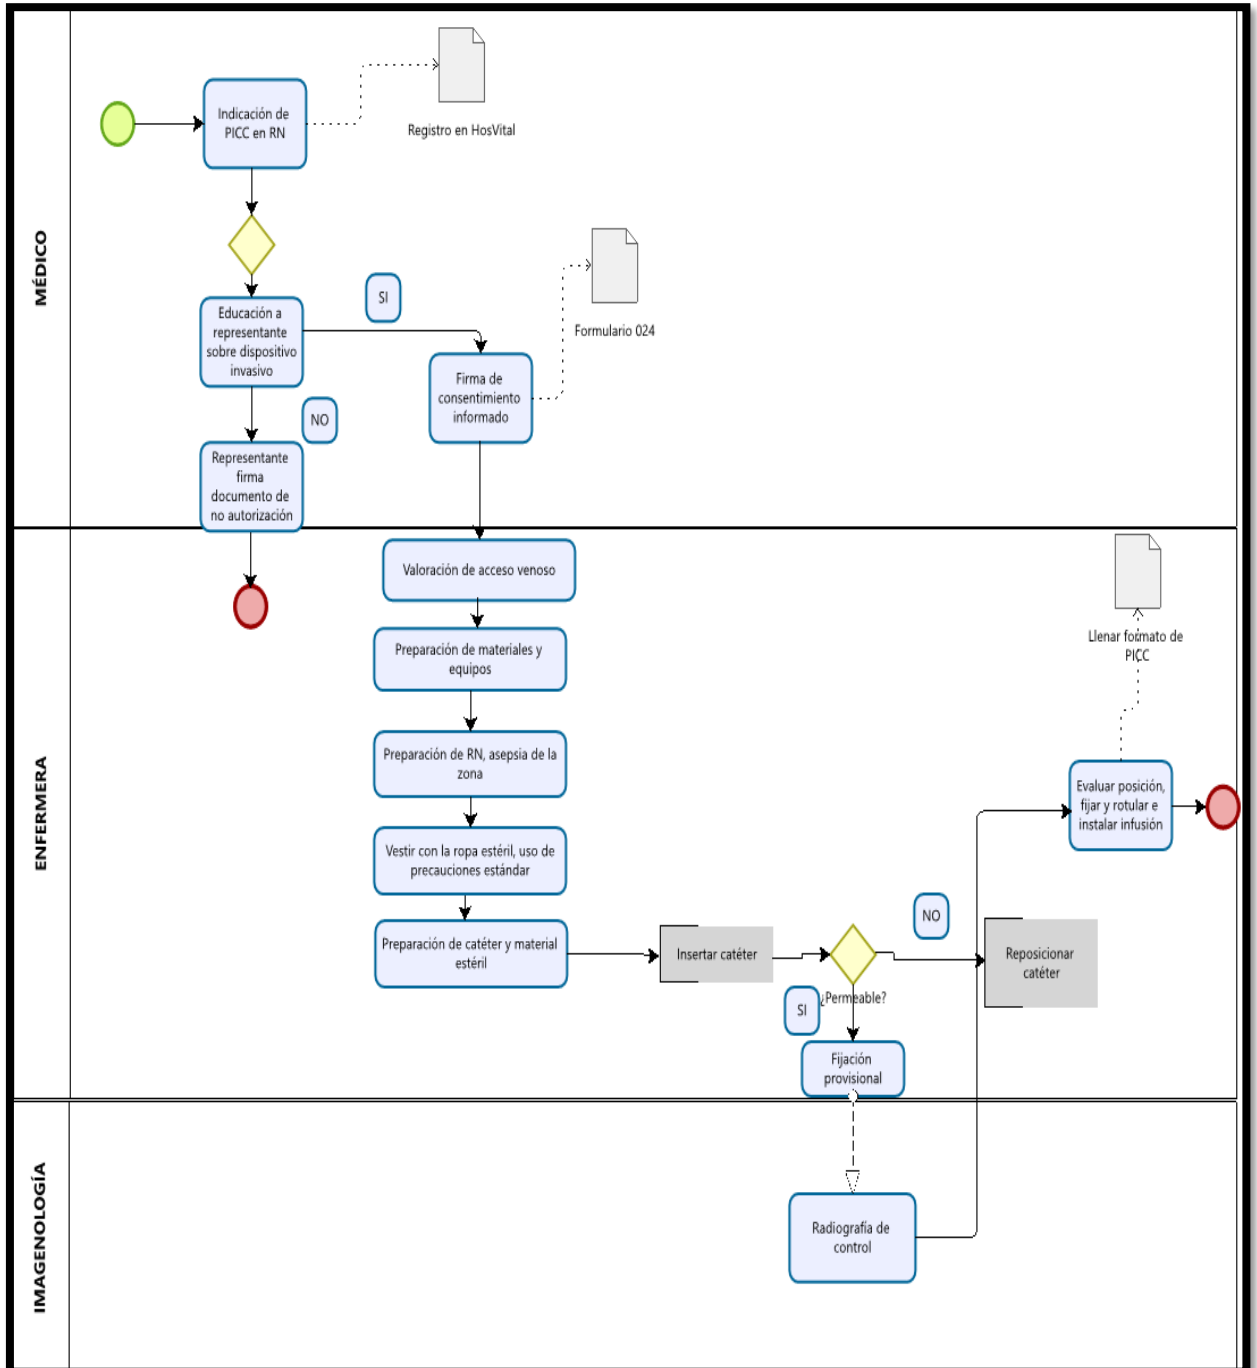 MÉDICO
Indicación de
PICC en RN
Registro en HosVital
Educación a
representante
sobre dispositivo
invasivo
SI
Formulario 024
Firma de
consentimiento
informado
NO
Representante
firma
documento de
no autorización
ENFERMERA
Valoración de acceso venoso
Preparación de materiales y
equipos
Preparación de RN, asepsia de la
zona
Vestir con la ropa estéril, uso de
precauciones estándar
Preparación de catéter y material
estéril
Insertar catéter
¿Permeable?
NO
Reposicionar
catéter
SI
Fijación
provisional
Llenar formato de
PICC
Evaluar posición,
fijar y rotular e
instalar infusión
IMAGENOLOGÍA
Radiografía de
control